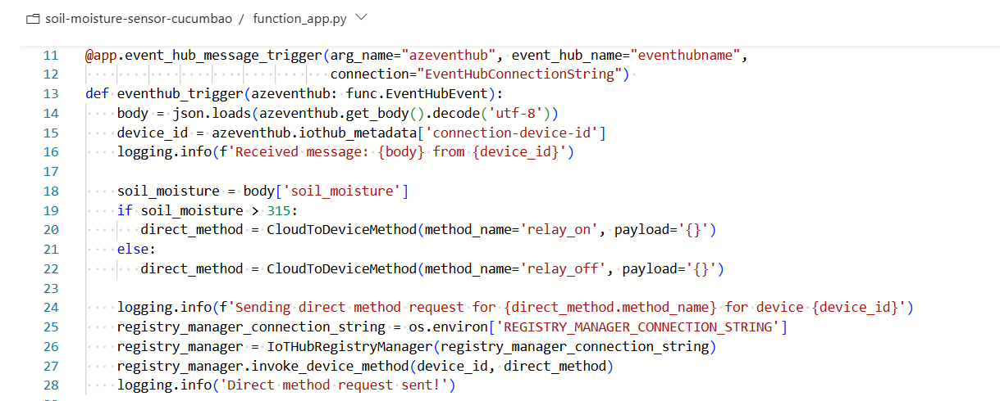 soil-moisture-sensor-cucumbao / function_app.py
11 @app.event_hub_message_trigger(arg_name="azeventhub", event_hub_name="eventhubname",
12                                connection="EventHubConnectionString")
13 def eventhub_trigger(azeventhub: func.EventHubEvent):
14     body = json.loads(azeventhub.get_body().decode('utf-8'))
15     device_id = azeventhub.iothub_metadata['connection-device-id']
16     logging.info(f'Received message: {body} from {device_id}')
17
18     soil_moisture = body['soil_moisture']
19     if soil_moisture > 315:
20         direct_method = CloudToDeviceMethod(method_name='relay_on', payload='{}')
21     else:
22         direct_method = CloudToDeviceMethod(method_name='relay_off', payload='{}')
23
24     logging.info(f'Sending direct method request for {direct_method.method_name} for device {device_id}')
25     registry_manager_connection_string = os.environ['REGISTRY_MANAGER_CONNECTION_STRING']
26     registry_manager = IoTHubRegistryManager(registry_manager_connection_string)
27     registry_manager.invoke_device_method(device_id, direct_method)
28     logging.info('Direct method request sent!')